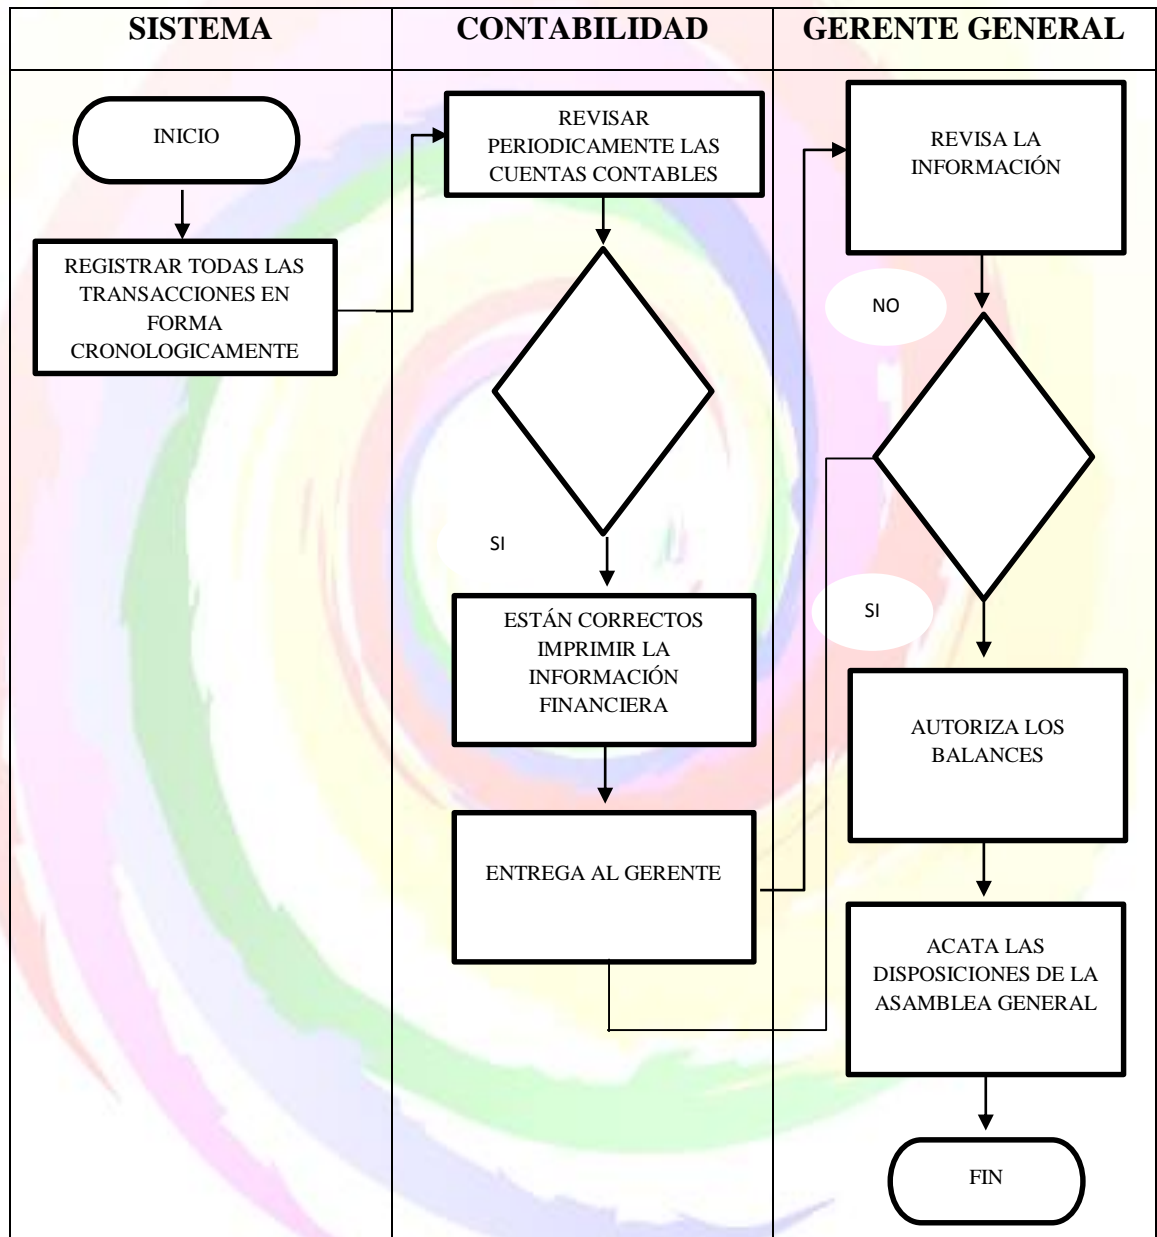 SISTEMA
CONTABILIDAD
GERENTE GENERAL
INICIO
REGISTRAR TODAS LAS
TRANSACCIONES EN
FORMA
CRONOLOGICAMENTE
REVISAR
PERIODICAMENTE LAS
CUENTAS CONTABLES
SI
ESTÁN CORRECTOS
IMPRIMIR LA
INFORMACIÓN
FINANCIERA
ENTREGA AL GERENTE
REVISA LA
INFORMACIÓN
NO
SI
AUTORIZA LOS
BALANCES
ACATA LAS
DISPOSICIONES DE LA
ASAMBLEA GENERAL
FIN